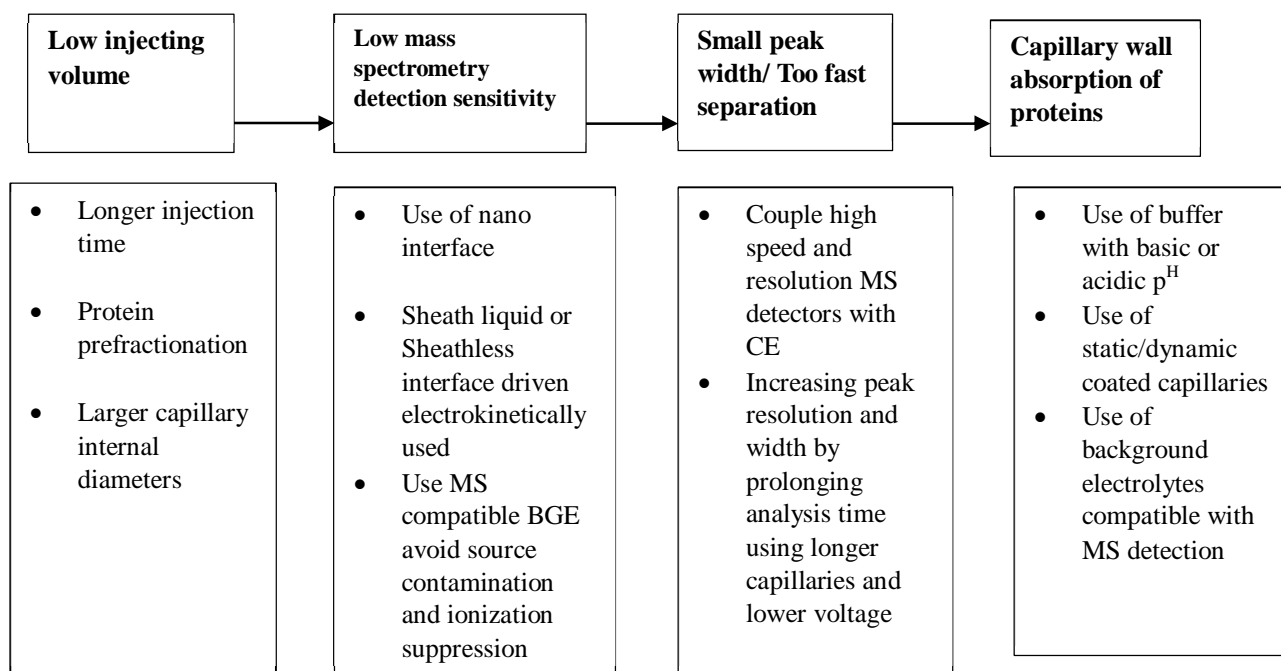 Low injecting
volume
Low mass
spectrometry
detection sensitivity
Small peak
width/ Too fast
separation
Capillary wall
absorption of
proteins
• Longer injection
time
• Protein
prefractionation
• Larger capillary
internal
diameters
• Use of nano
interface
• Sheath liquid or
Sheathless
interface driven
electrokinetically
used
• Use MS
compatible BGE
avoid source
contamination
and ionization
suppression
• Couple high
speed and
resolution MS
detectors with
CE
• Increasing peak
resolution and
width by
prolonging
analysis time
using longer
capillaries and
lower voltage
• Use of buffer
with basic or
acidic pᴴ
• Use of
static/dynamic
coated capillaries
• Use of
background
electrolytes
compatible with
MS detection